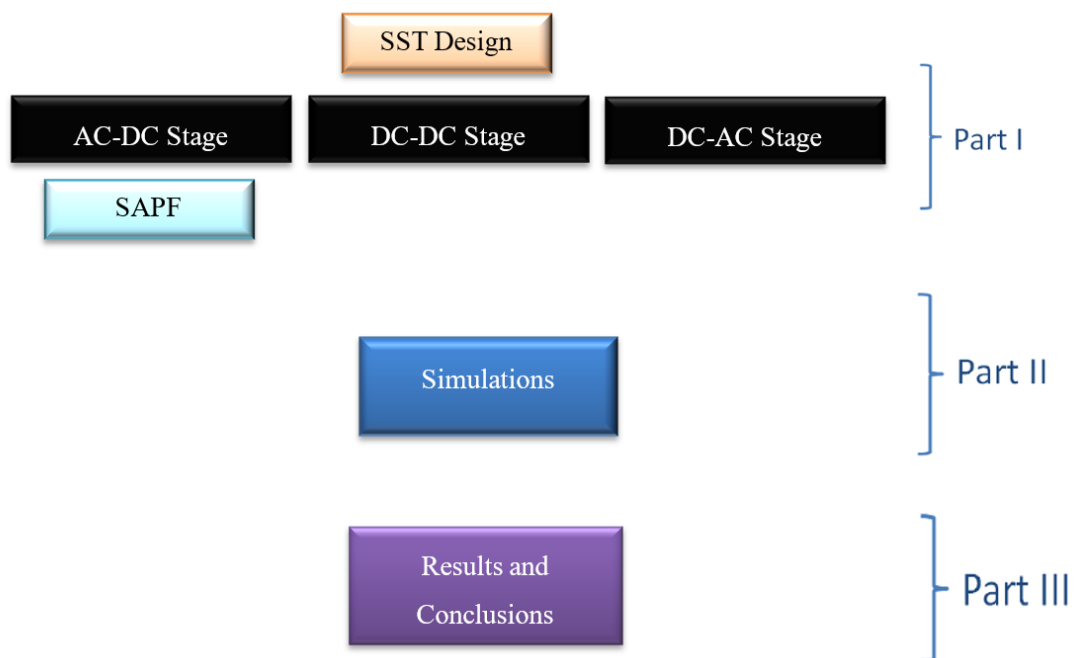 SST Design
AC-DC Stage
DC-DC Stage
DC-AC Stage
Part I
SAPF
Simulations
Part II
Results and
Conclusions
Part III